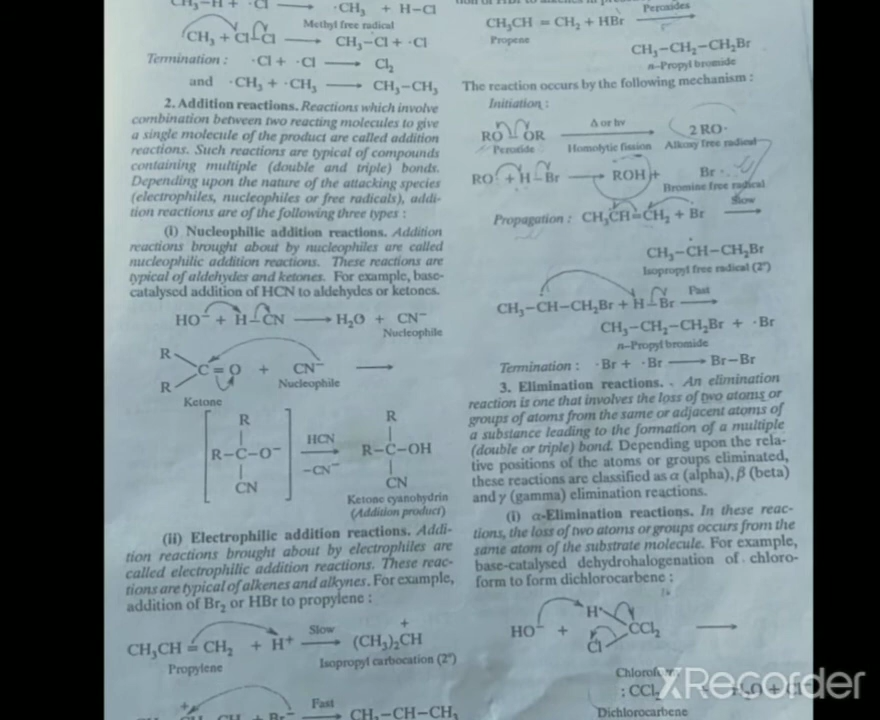 CH₃–H + ·Cl ⟶ ·CH₃ + H–Cl
Methyl free radical
CH₃ + Cl–Cl ⟶ CH₃–Cl + ·Cl
Termination : ·Cl + ·Cl ⟶ Cl₂
and ·CH₃ + ·CH₃ ⟶ CH₃–CH₃
2. Addition reactions. Reactions which involve
combination between two reacting molecules to give
a single molecule of the product are called addition
reactions. Such reactions are typical of compounds
containing multiple (double and triple) bonds.
Depending upon the nature of the attacking species
(electrophiles, nucleophiles or free radicals), addi-
tion reactions are of the following three types :
(i) Nucleophilic addition reactions. Addition
reactions brought about by nucleophiles are called
nucleophilic addition reactions. These reactions are
typical of aldehydes and ketones. For example, base-
catalysed addition of HCN to aldehydes or ketones.
HO⁻ + H–CN ⟶ H₂O + CN⁻
Nucleophile
R
C = O + CN⁻ ⟶
R
Nucleophile
Ketone
R R
R–C–O⁻ HCN R–C–OH
–CN⁻
CN CN
Ketone cyanohydrin
(Addition product)
(ii) Electrophilic addition reactions. Addi-
tion reactions brought about by electrophiles are
called electrophilic addition reactions. These reac-
tions are typical of alkenes and alkynes. For example,
addition of Br₂ or HBr to propylene :
Slow +
CH₃CH = CH₂ + H⁺ ⟶ (CH₃)₂CH
Propylene Isopropyl carbocation (2°)
Fast
Br⁻ ⟶ CH₃–CH–CH₃
Peroxides
CH₃CH = CH₂ + HBr ⟶
Propene
CH₃–CH₂–CH₂Br
n–Propyl bromide
The reaction occurs by the following mechanism :
Initiation :
Δ or hv
RO–OR ⟶ 2 RO·
Peroxide Homolytic fission Alkoxy free radical
RO· + H–Br ⟶ ROH + Br·
Bromine free radical
Slow
Propagation : CH₃CH=CH₂ + Br ⟶
CH₃–ĊH–CH₂Br
Isopropyl free radical (2°)
Fast
CH₃–CH–CH₂Br + H–Br ⟶
CH₃–CH₂–CH₂Br + ·Br
n–Propyl bromide
Termination : ·Br + ·Br ⟶ Br–Br
3. Elimination reactions. An elimination
reaction is one that involves the loss of two atoms or
groups of atoms from the same or adjacent atoms of
a substance leading to the formation of a multiple
(double or triple) bond. Depending upon the rela-
tive positions of the atoms or groups eliminated,
these reactions are classified as α (alpha), β (beta)
and γ (gamma) elimination reactions.
(i) α-Elimination reactions. In these reac-
tions, the loss of two atoms or groups occurs from the
same atom of the substrate molecule. For example,
base-catalysed dehydrohalogenation of chloro-
form to form dichlorocarbene :
H
HO⁻ + CCl₂ ⟶
Cl
Chloroform
: CCl₂ + H₂O + Cl⁻
Dichlorocarbene
XRecorder